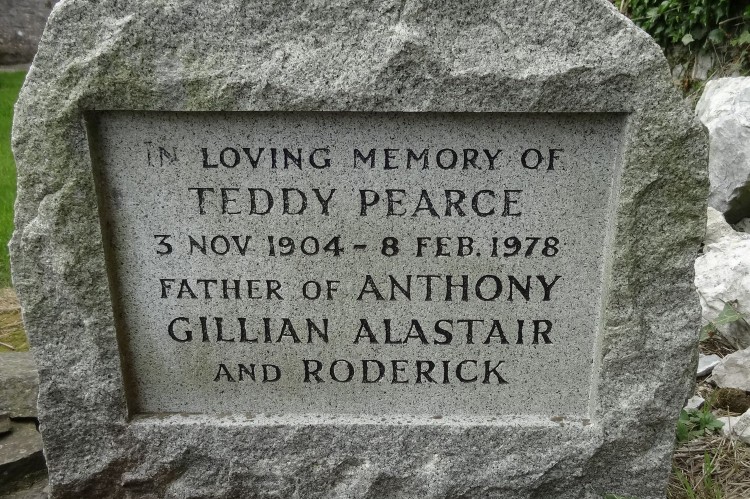 IN LOVING MEMORY OF
TEDDY PEARCE
3 NOV 1904 - 8 FEB. 1978
FATHER OF ANTHONY
GILLIAN ALASTAIR
AND RODERICK